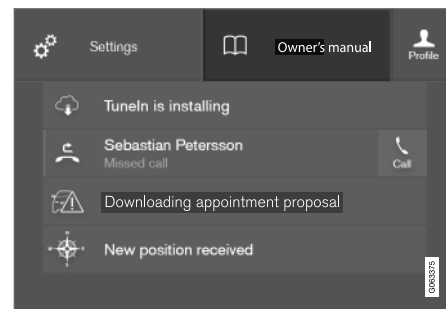 Settings
Owner's manual
Profile
TuneIn is installing
Sebastian Petersson
Missed call
Call
Downloading appointment proposal
New position received
G063375